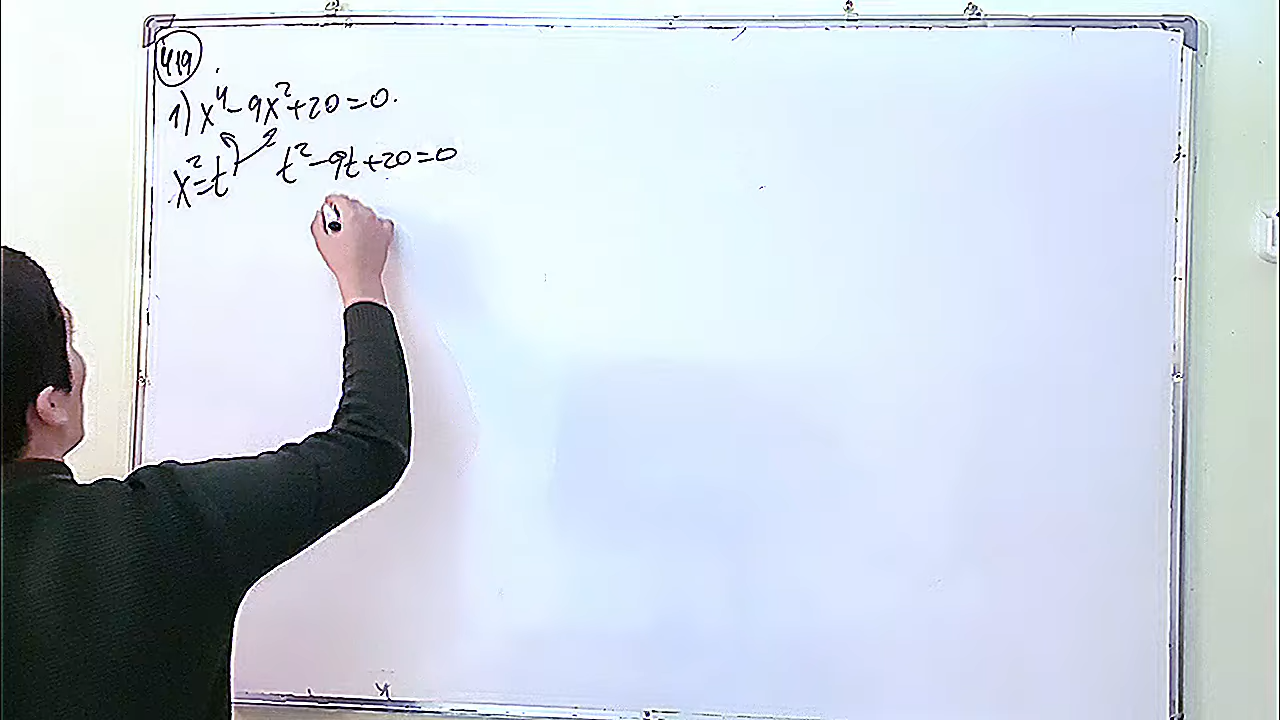 419
1) x⁴ - 9x² + 20 = 0.
x² = t t² - 9t + 20 = 0